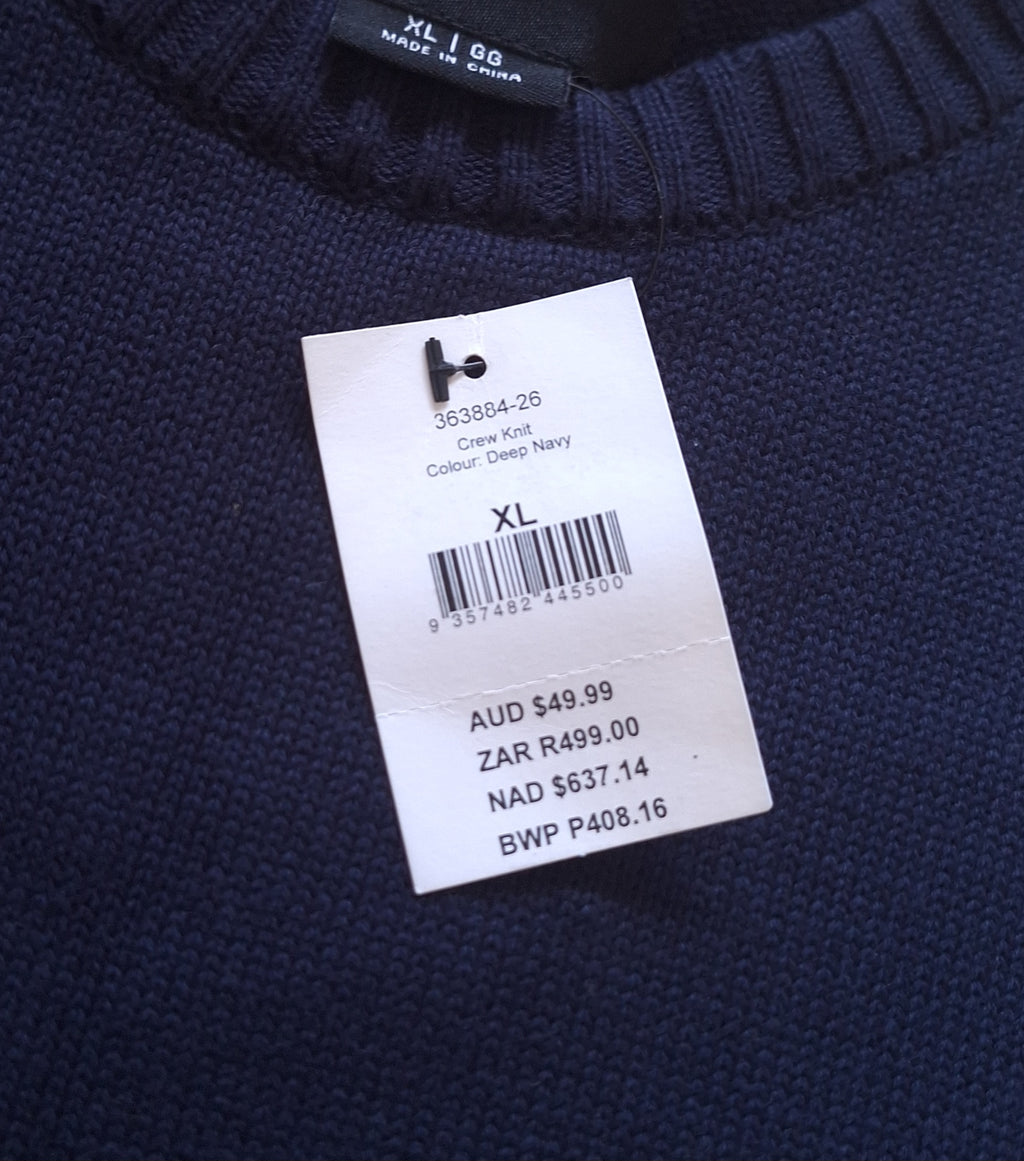 XL | GG
MADE IN CHINA
363884-26
Crew Knit
Colour: Deep Navy
XL
9 357482 445500
AUD $49.99
ZAR R499.00
NAD $637.14
BWP P408.16